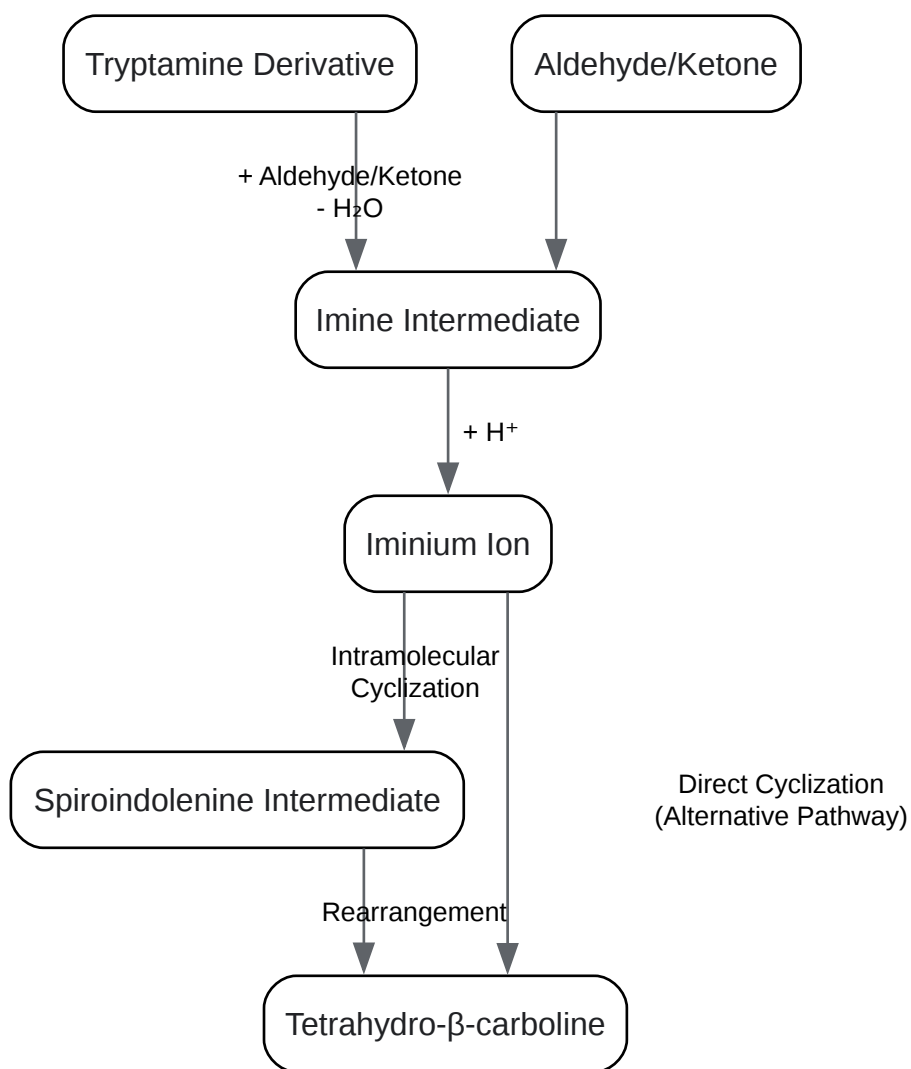 Tryptamine Derivative
Aldehyde/Ketone
+ Aldehyde/Ketone
- H₂O
Imine Intermediate
+ H⁺
Iminium Ion
Intramolecular
Cyclization
Spiroindolenine Intermediate
Direct Cyclization
(Alternative Pathway)
Rearrangement
Tetrahydro-β-carboline